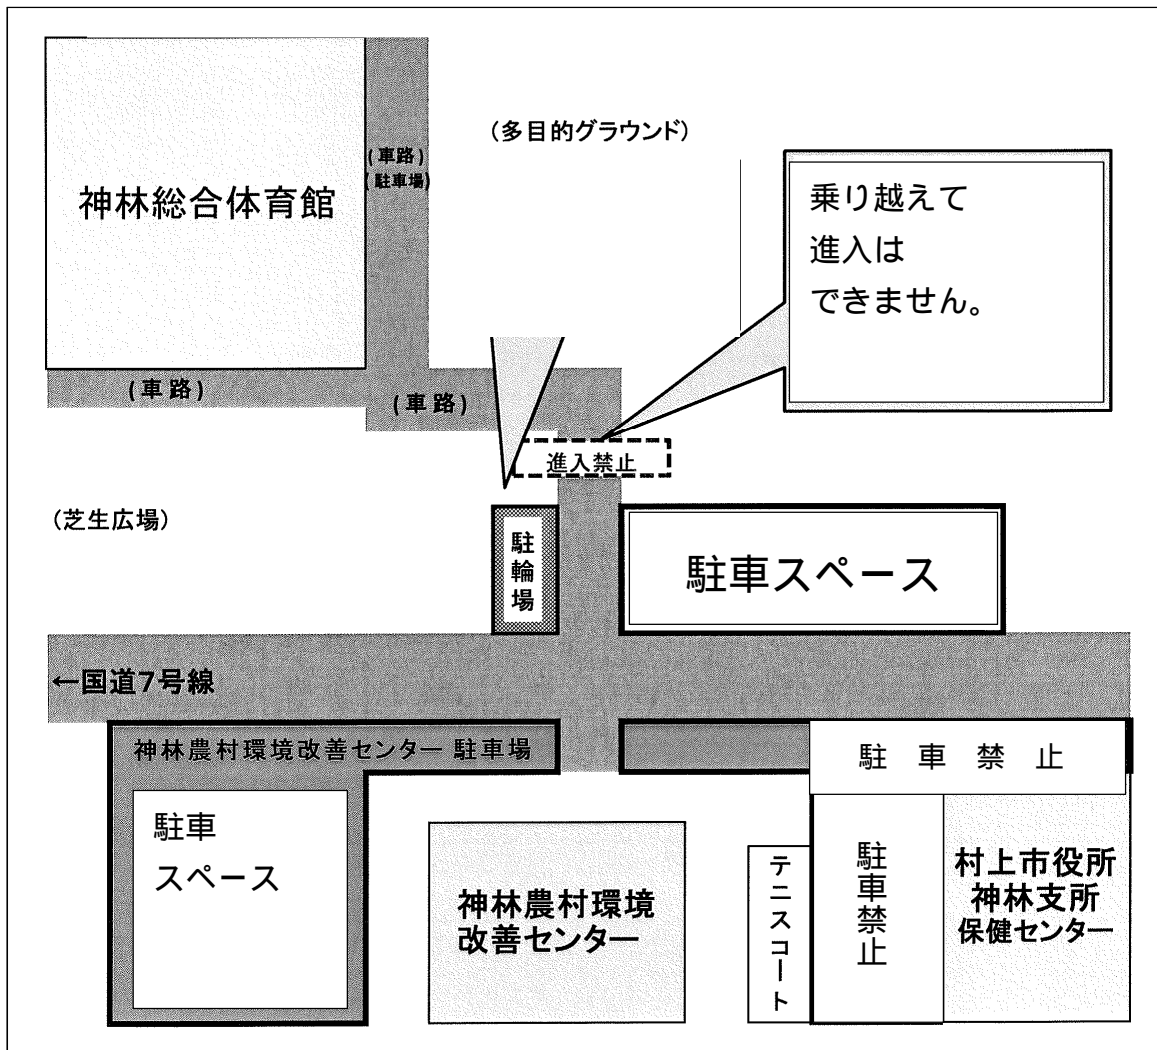 (多目的グラウンド)
(車路)
(駐車場)
神林総合体育館
乗り越えて
進入は
できません。
(車路)
(車路)
進入禁止
(芝生広場)
駐輪場
駐車スペース
←国道7号線
神林農村環境改善センター 駐車場
駐車禁止
駐車
スペース
神林農村環境
改善センター
テニスコート
駐車禁止
村上市役所
神林支所
保健センター